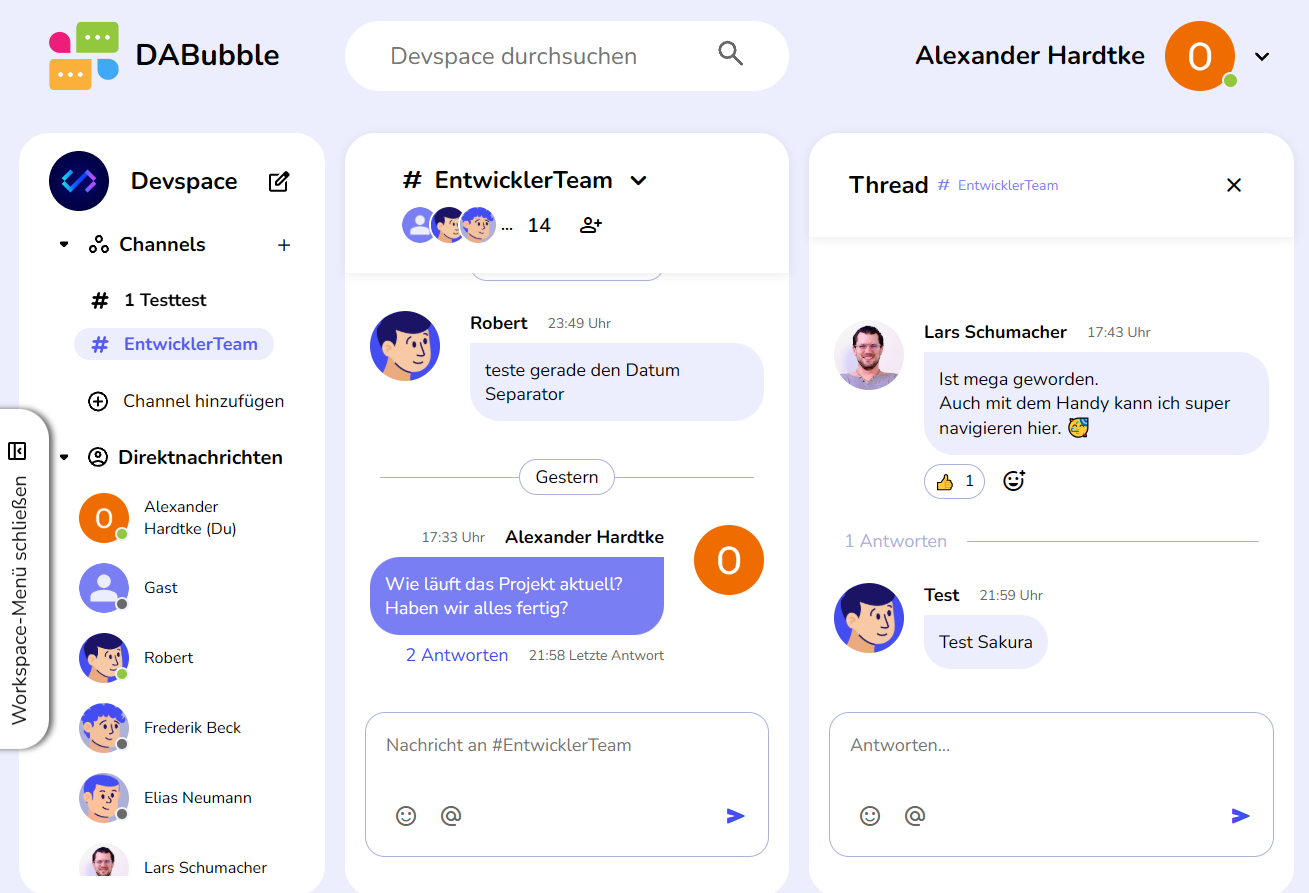 DABubble
Devspace durchsuchen
Alexander Hardtke
O
Devspace
Channels
+
# 1 Testtest
# EntwicklerTeam
Channel hinzufügen
Direktnachrichten
O
Alexander
Hardtke (Du)
Gast
Robert
Frederik Beck
Elias Neumann
Lars Schumacher
Workspace-Menü schließen
# EntwicklerTeam
... 14
Robert 23:49 Uhr
teste gerade den Datum
Separator
Gestern
17:33 Uhr Alexander Hardtke
O
Wie läuft das Projekt aktuell?
Haben wir alles fertig?
2 Antworten 21:58 Letzte Antwort
Nachricht an #EntwicklerTeam
@
Thread # EntwicklerTeam
Lars Schumacher 17:43 Uhr
Ist mega geworden.
Auch mit dem Handy kann ich super
navigieren hier. 🥳
👍 1
1 Antworten
Test 21:59 Uhr
Test Sakura
Antworten...
@